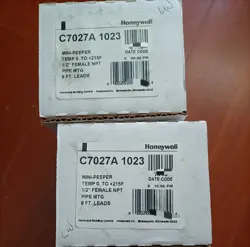 Honeywell
C7027A 1023
MINI-PEEPER
TEMP 0, TO +215F
1/2" FEMALE NPT
PIPE MTG
6 FT. LEADS
DATE CODE
Honeywell
C7027A 1023
MINI-PEEPER
TEMP 0, TO +215F
1/2" FEMALE NPT
PIPE MTG
6 FT. LEADS
DATE CODE